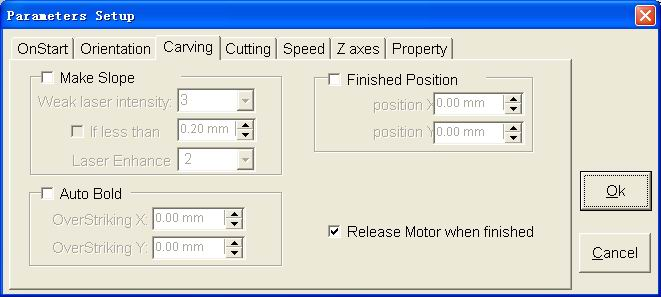 Parameters Setup
OnStart Orientation Carving Cutting Speed Z axes Property
Make Slope
Weak laser intensity: 3
If less than 0.20 mm
Laser Enhance 2
Auto Bold
OverStriking X: 0.00 mm
OverStriking Y: 0.00 mm
Finished Position
position X 0.00 mm
position Y 0.00 mm
Release Motor when finished
Ok
Cancel